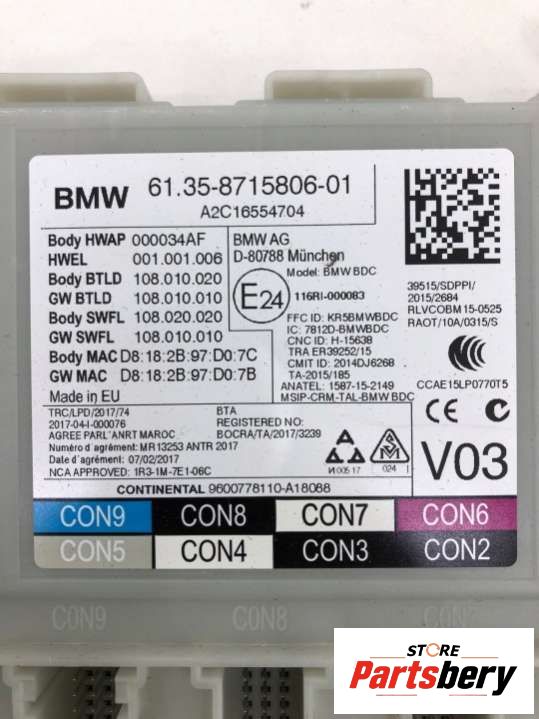 BMW 61.35-8715806-01
A2C16554704
Body HWAP 000034AF
HWEL 001.001.006
Body BTLD 108.010.020
GW BTLD 108.010.010
Body SWFL 108.020.020
GW SWFL 108.010.010
Body MAC D8:18:2B:97:D0:7C
GW MAC D8:18:2B:97:D0:7B
Made in EU
BMW AG
D-80788 München
Model: BMW BDC
E24
116RI-000083
FFC ID: KR5BMWBDC
IC: 7812D-BMWBDC
CNC ID: H-15638
TRA ER39252/15
CMIT ID: 2014DJ6268
TA-2015/185
ANATEL: 1587-15-2149
MSIP-CRM-TAL-BMW BDC
39515/SDPPI/
2015/2684
RLVCOBM15-0525
RAOT/10A/0315/S
CCAE15LP0770T5
CE
TRC/LPD/2017/74
2017-04-I-000076
AGREE PARL'ANRT MAROC
Numéro d'agrément: MR13253 ANTR 2017
Date d'agrément: 07/02/2017
NCA APPROVED: 1R3-1M-7E1-06C
BTA
REGISTERED NO:
BOCRA/TA/2017/3239
И005 17
024
V03
CONTINENTAL 9600778110-A18088
CON9 CON8 CON7 CON6
CON5 CON4 CON3 CON2
CON9 CON8
STORE
Partsbery